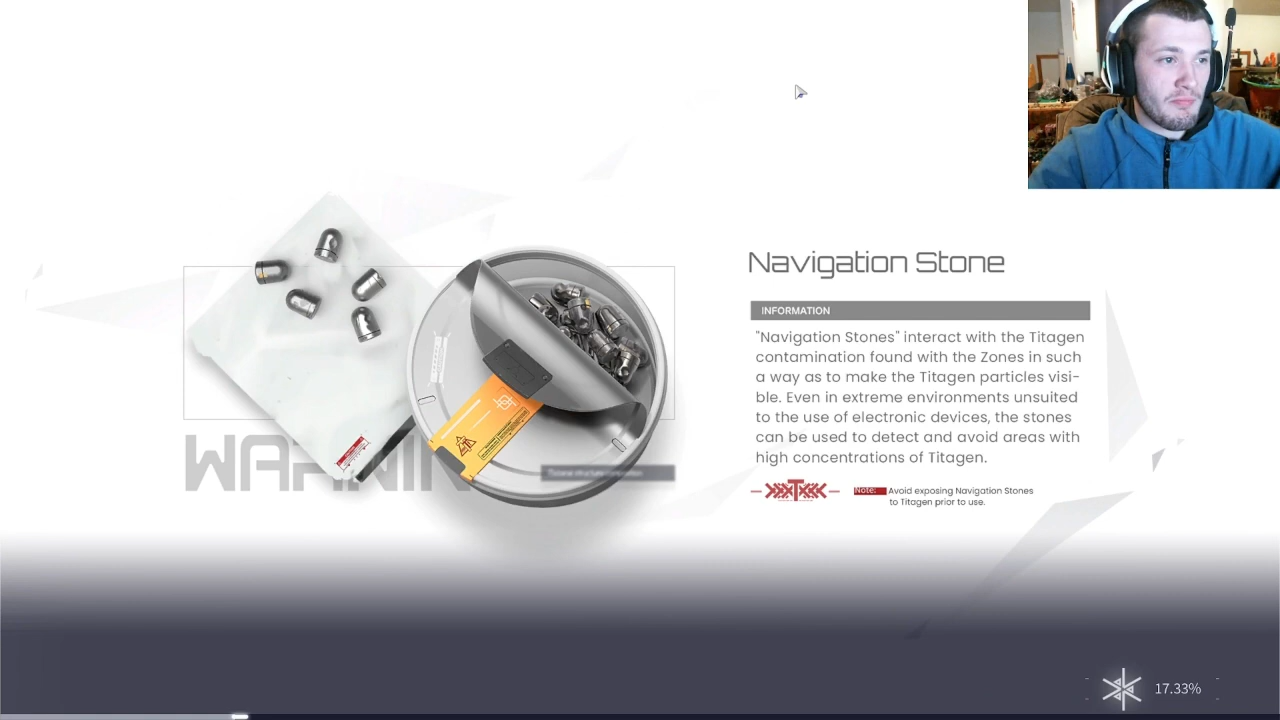 Navigation Stone
INFORMATION
"Navigation Stones" interact with the Titagen
contamination found with the Zones in such
a way as to make the Titagen particles visi-
ble. Even in extreme environments unsuited
to the use of electronic devices, the stones
can be used to detect and avoid areas with
high concentrations of Titagen.
Note: Avoid exposing Navigation Stones
to Titagen prior to use.
WARNIN
17.33%